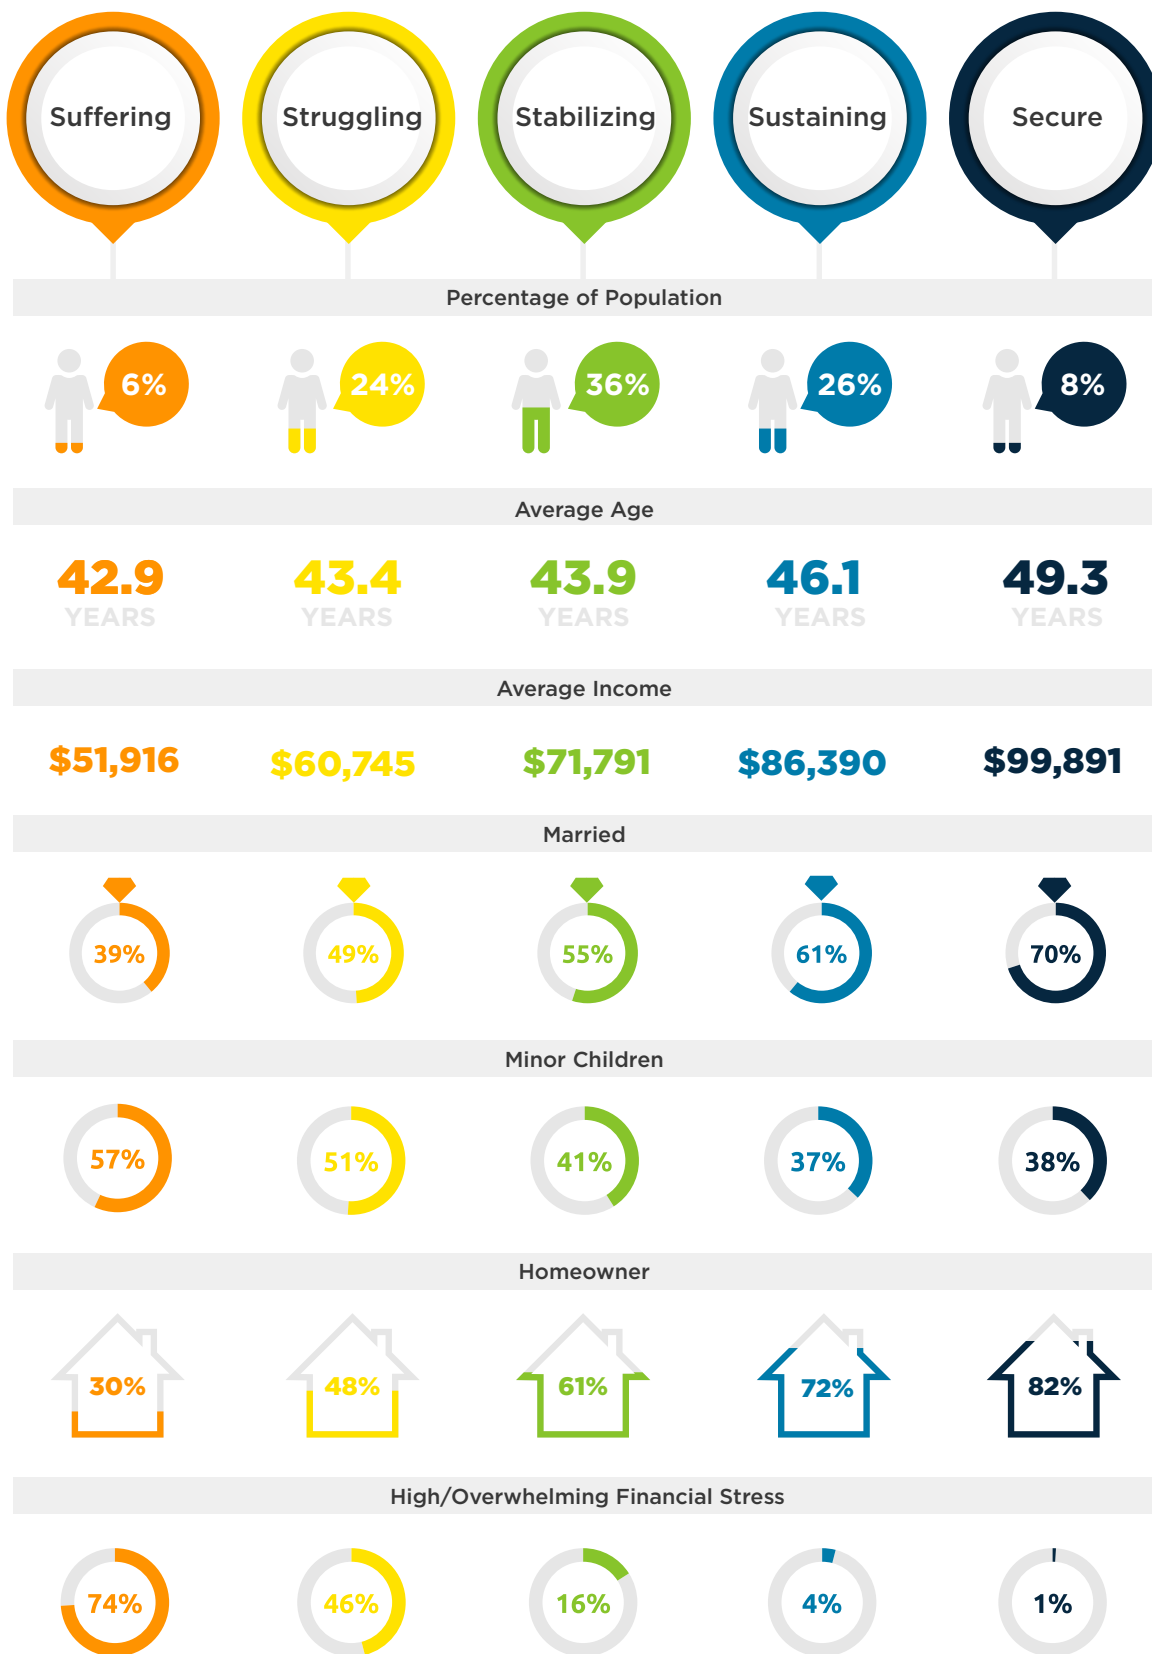 Suffering Struggling Stabilizing Sustaining Secure
Percentage of Population
6% 24% 36% 26% 8%
Average Age
42.9 43.4 43.9 46.1 49.3
YEARS YEARS YEARS YEARS YEARS
Average Income
$51,916 $60,745 $71,791 $86,390 $99,891
Married
39% 49% 55% 61% 70%
Minor Children
57% 51% 41% 37% 38%
Homeowner
30% 48% 61% 72% 82%
High/Overwhelming Financial Stress
74% 46% 16% 4% 1%